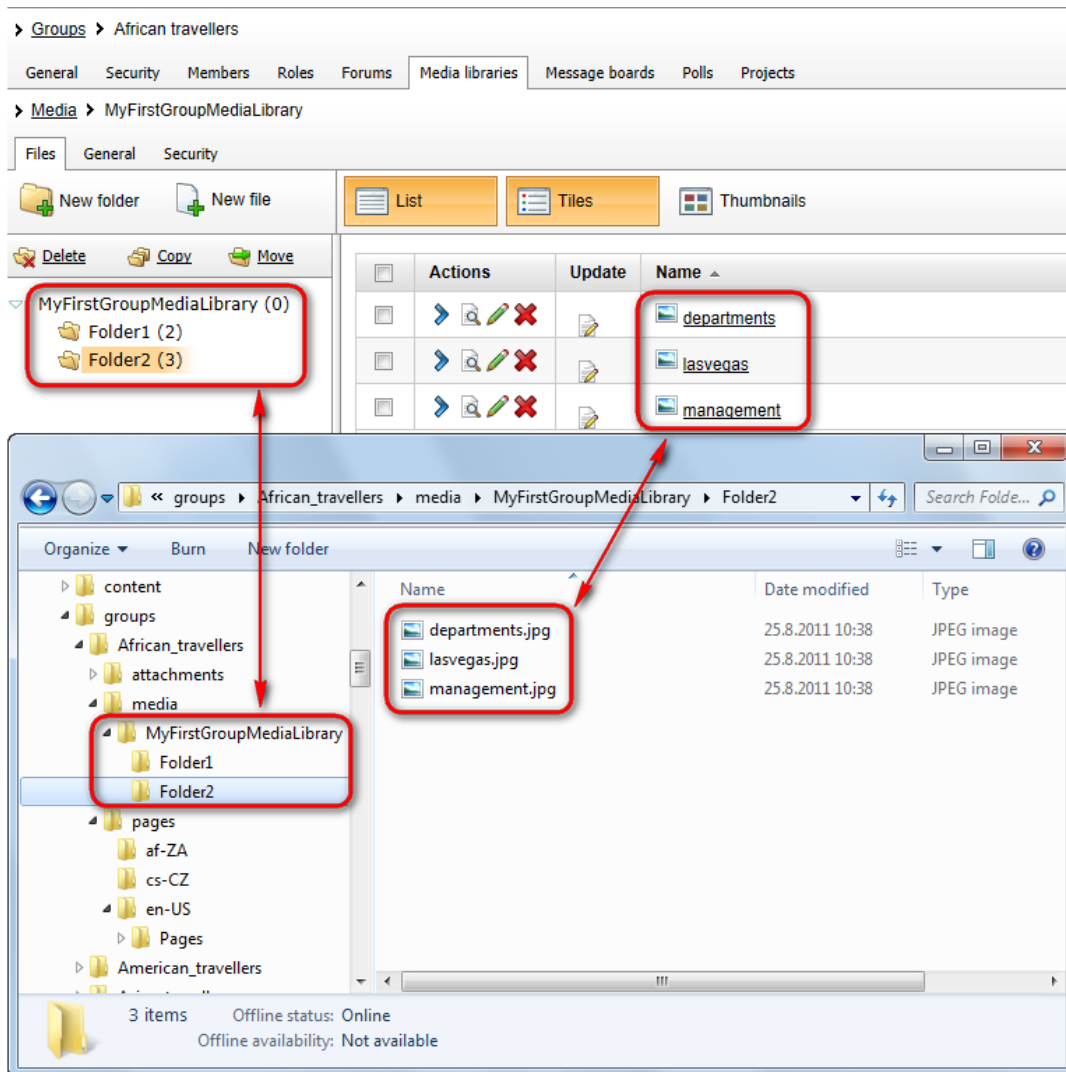 Groups African travellers
General Security Members Roles Forums Media libraries Message boards Polls Projects
Media MyFirstGroupMediaLibrary
Files General Security
New folder New file List Tiles Thumbnails
Delete Copy Move
Actions Update Name
MyFirstGroupMediaLibrary (0)
Folder1 (2)
Folder2 (3)
departments
lasvegas
management
« groups African_travellers media MyFirstGroupMediaLibrary Folder2 Search Folde...
Organize Burn New folder
content
groups
African_travellers
attachments
media
MyFirstGroupMediaLibrary
Folder1
Folder2
pages
af-ZA
cs-CZ
en-US
Pages
American_travellers
Name Date modified Type
departments.jpg 25.8.2011 10:38 JPEG image
lasvegas.jpg 25.8.2011 10:38 JPEG image
management.jpg 25.8.2011 10:38 JPEG image
3 items Offline status: Online
Offline availability: Not available